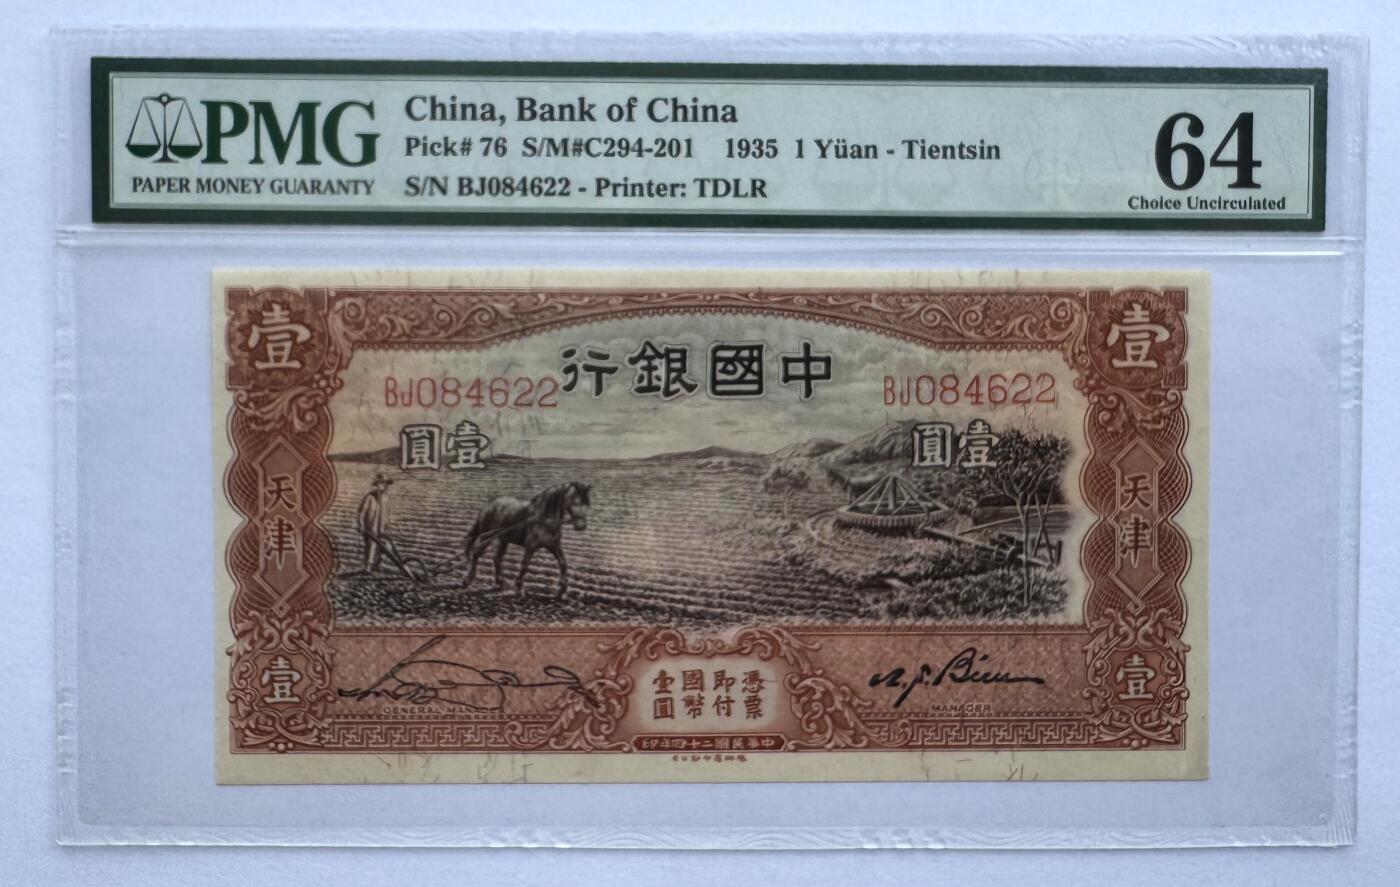 PMG
PAPER MONEY GUARANTY
China, Bank of China
Pick# 76 S/M#C294-201 1935 1 Yüan - Tientsin
S/N BJ084622 - Printer: TDLR
64
Choice Uncirculated
壹
壹
行銀國中
BJ084622
BJ084622
圓壹
圓壹
天津
天津
壹
壹
憑票
即付
國幣
壹圓
GENERAL MANAGER
MANAGER
印年四十二國民華中